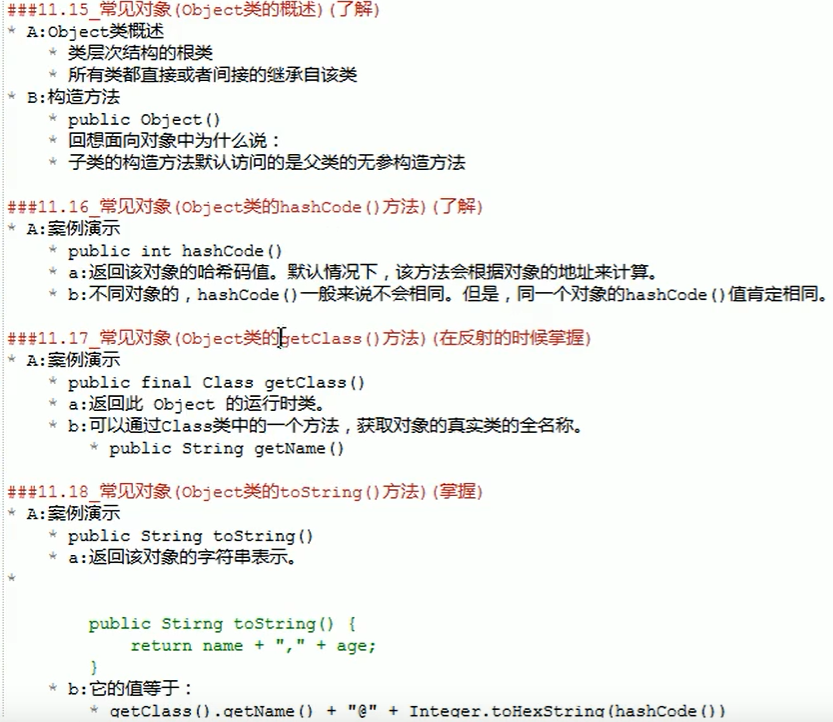 ###11.15_常见对象(Object类的概述)(了解)
* A:Object类概述
* 类层次结构的根类
* 所有类都直接或者间接的继承自该类
* B:构造方法
* public Object()
* 回想面向对象中为什么说：
* 子类的构造方法默认访问的是父类的无参构造方法
###11.16_常见对象(Object类的hashCode()方法)(了解)
* A:案例演示
* public int hashCode()
* a:返回该对象的哈希码值。默认情况下，该方法会根据对象的地址来计算。
* b:不同对象的，hashCode()一般来说不会相同。但是，同一个对象的hashCode()值肯定相同。
###11.17_常见对象(Object类的getClass()方法)(在反射的时候掌握)
* A:案例演示
* public final Class getClass()
* a:返回此 Object 的运行时类。
* b:可以通过Class类中的一个方法，获取对象的真实类的全名称。
* public String getName()
###11.18_常见对象(Object类的toString()方法)(掌握)
* A:案例演示
* public String toString()
* a:返回该对象的字符串表示。
*
public Stirng toString() {
return name + "," + age;
}
* b:它的值等于：
* getClass().getName() + "@" + Integer.toHexString(hashCode())